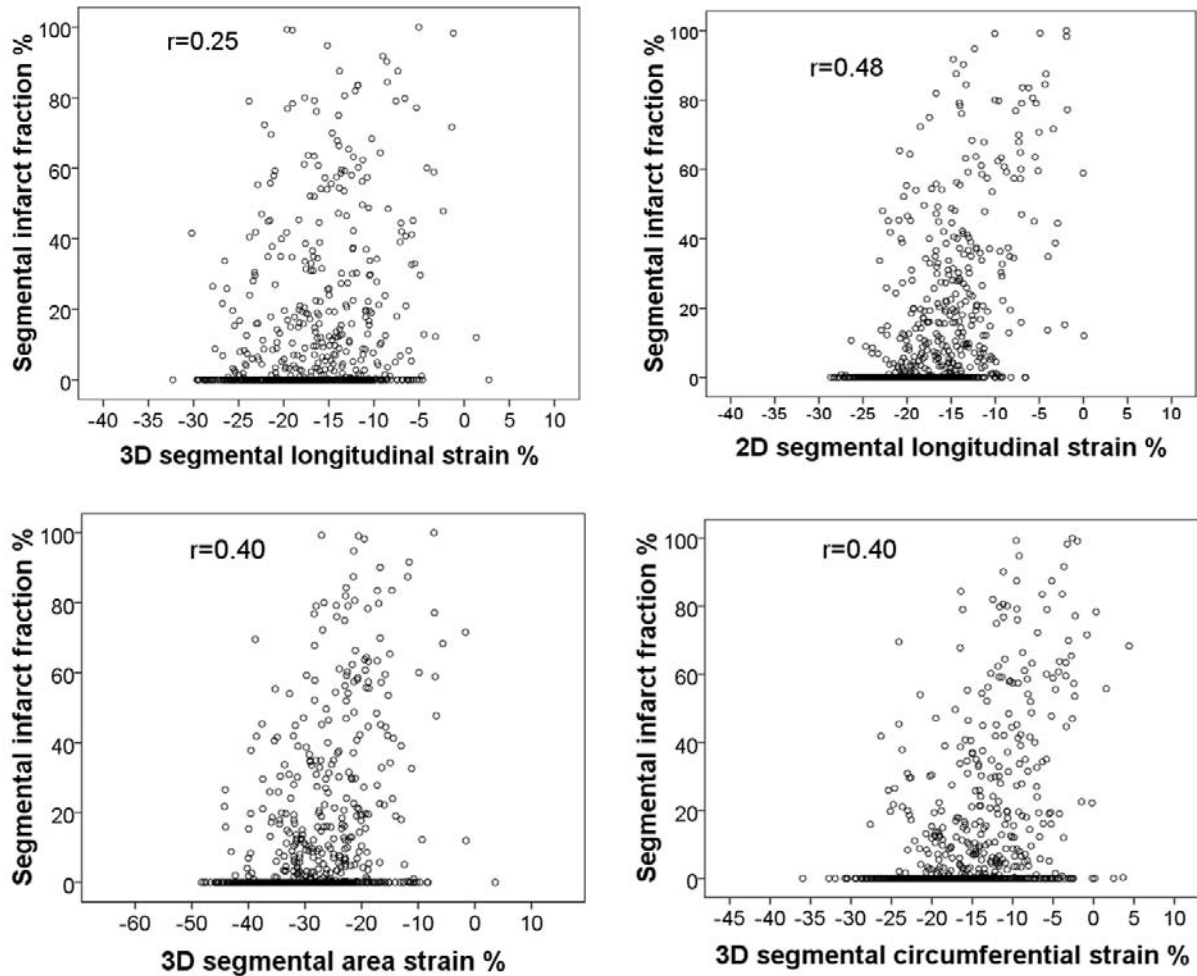 Segmental infarct fraction %
r=0.25
100
80
60
40
20
0
-40 -35 -30 -25 -20 -15 -10 -5 0 5 10
3D segmental longitudinal strain %
Segmental infarct fraction %
r=0.48
100
80
60
40
20
0
-40 -35 -30 -25 -20 -15 -10 -5 0 5 10
2D segmental longitudinal strain %
Segmental infarct fraction %
r=0.40
100
80
60
40
20
0
-60 -50 -40 -30 -20 -10 0 10
3D segmental area strain %
Segmental infarct fraction %
r=0.40
100
80
60
40
20
0
-45 -40 -35 -30 -25 -20 -15 -10 -5 0 5 10
3D segmental circumferential strain %